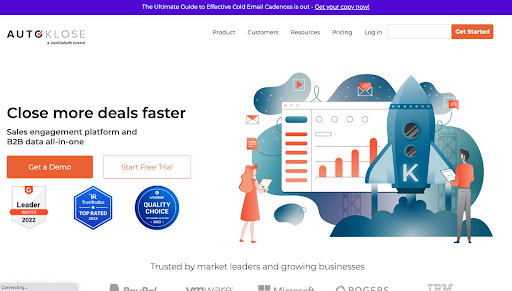 The Ultimate Guide to Effective Cold Email Cadences is out - Get your copy now!
AUTOKLOSE
a VanillaSoft brand
Product Customers Resources Pricing Log in Get Started
Close more deals faster
Sales engagement platform and
B2B data all-in-one
Get a Demo Start Free Trial
Leader
WINTER
2022
TR
TrustRadius
TOP RATED
2022
QUALITY
CHOICE
2022
K
Trusted by market leaders and growing businesses
Connecting...
PayPal vmware Microsoft ROGERS IBM